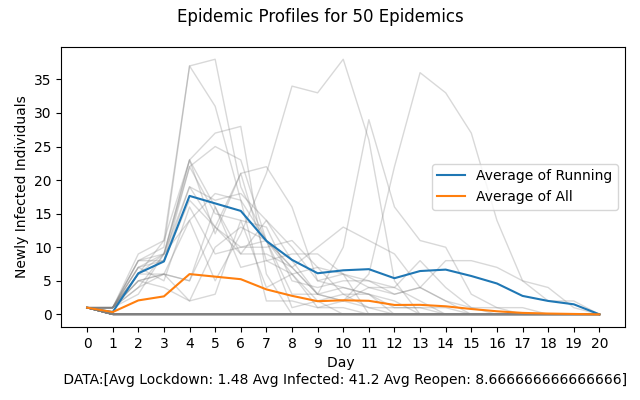 Epidemic Profiles for 50 Epidemics
Newly Infected Individuals
35
30
25
20
15
10
5
0
Average of Running
Average of All
0 1 2 3 4 5 6 7 8 9 10 11 12 13 14 15 16 17 18 19 20
Day
DATA:[Avg Lockdown: 1.48 Avg Infected: 41.2 Avg Reopen: 8.666666666666666]